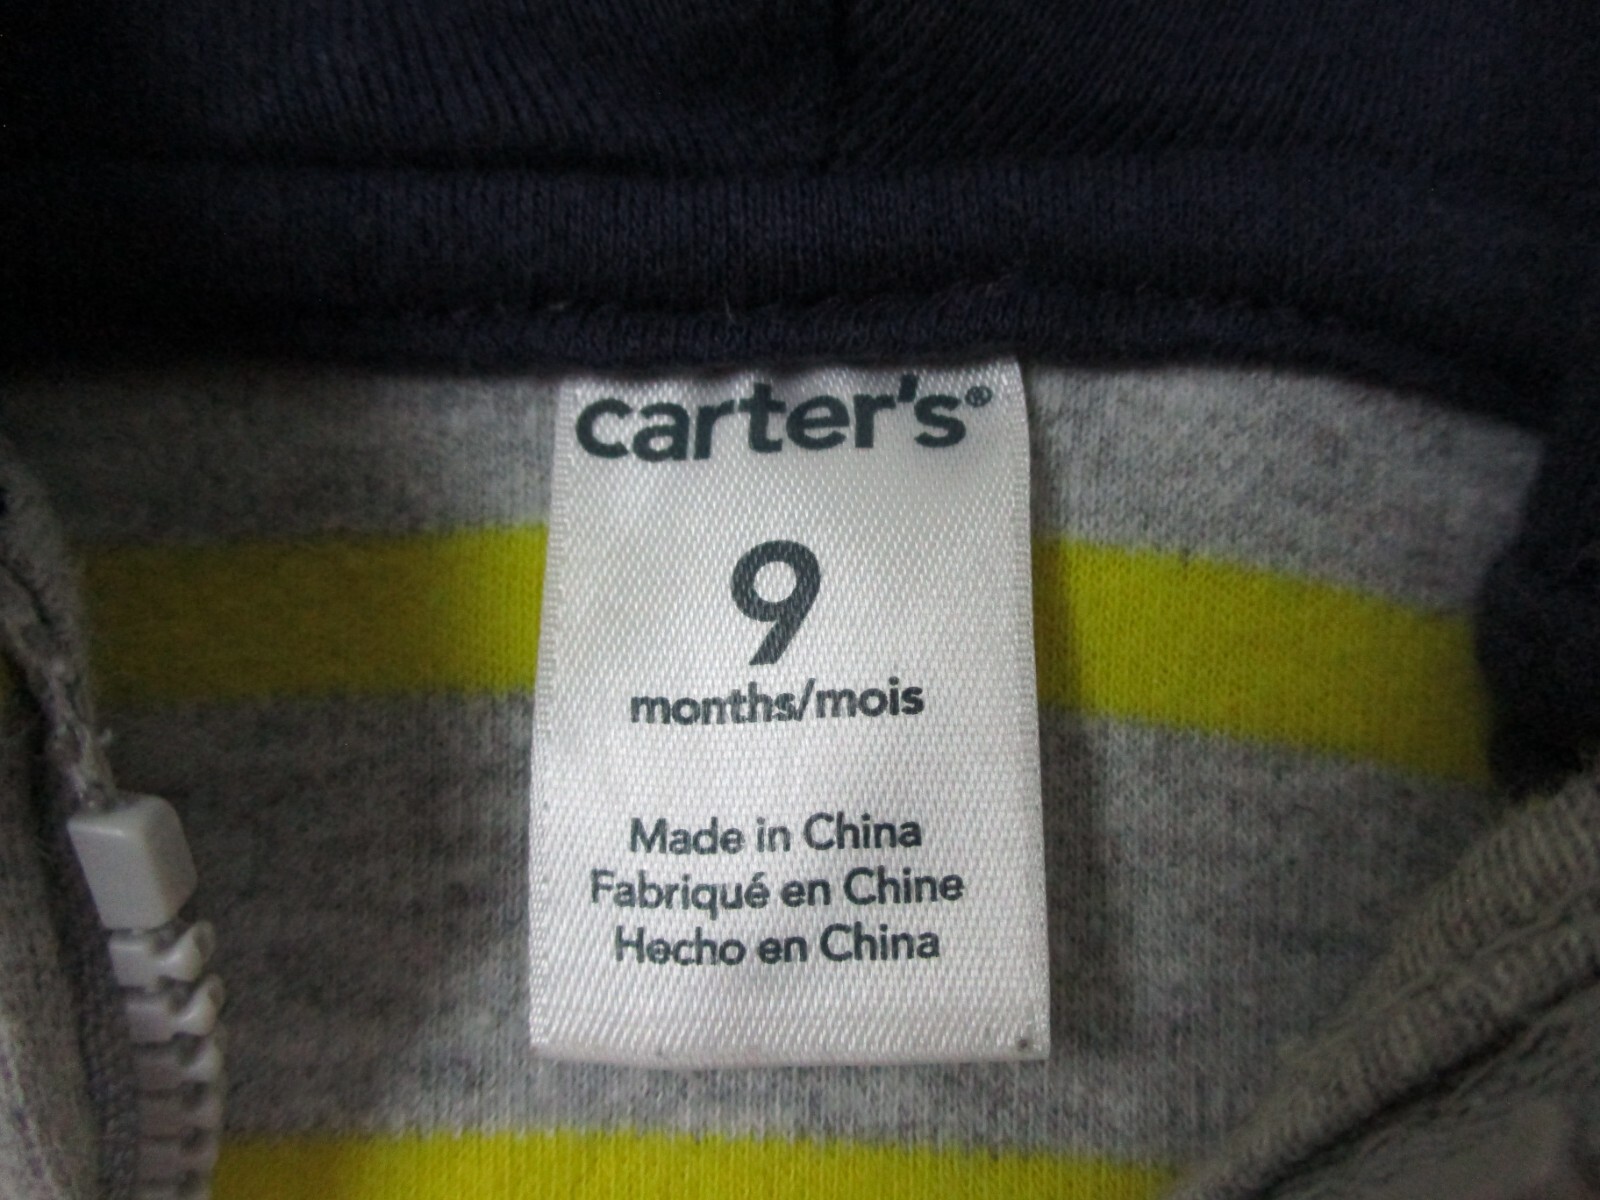 carter's®
9
months/mois
Made in China
Fabriqué en Chine
Hecho en China